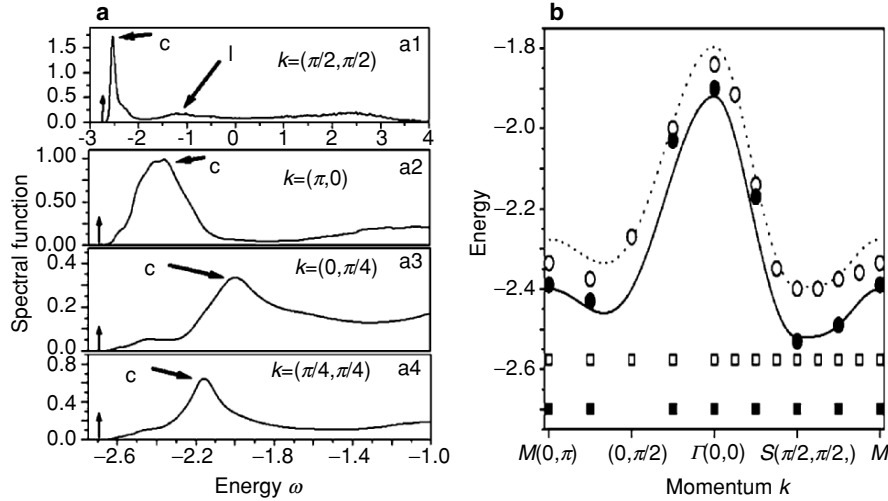 a
Spectral function
1.5
1.0
0.5
0.0
c
l
k=(π/2,π/2)
a1
−3 −2 −1 0 1 2 3 4
1.00
0.50
0.00
c
k=(π,0)
a2
0.4
0.2
0.0
c
k=(0,π/4)
a3
0.8
0.4
0.0
c
k=(π/4,π/4)
a4
−2.6 −2.2 −1.8 −1.4 −1.0
Energy ω
b
Energy
−1.8
−2.0
−2.2
−2.4
−2.6
M(0,π) (0,π/2) Γ(0,0) S(π/2,π/2,) M
Momentum k